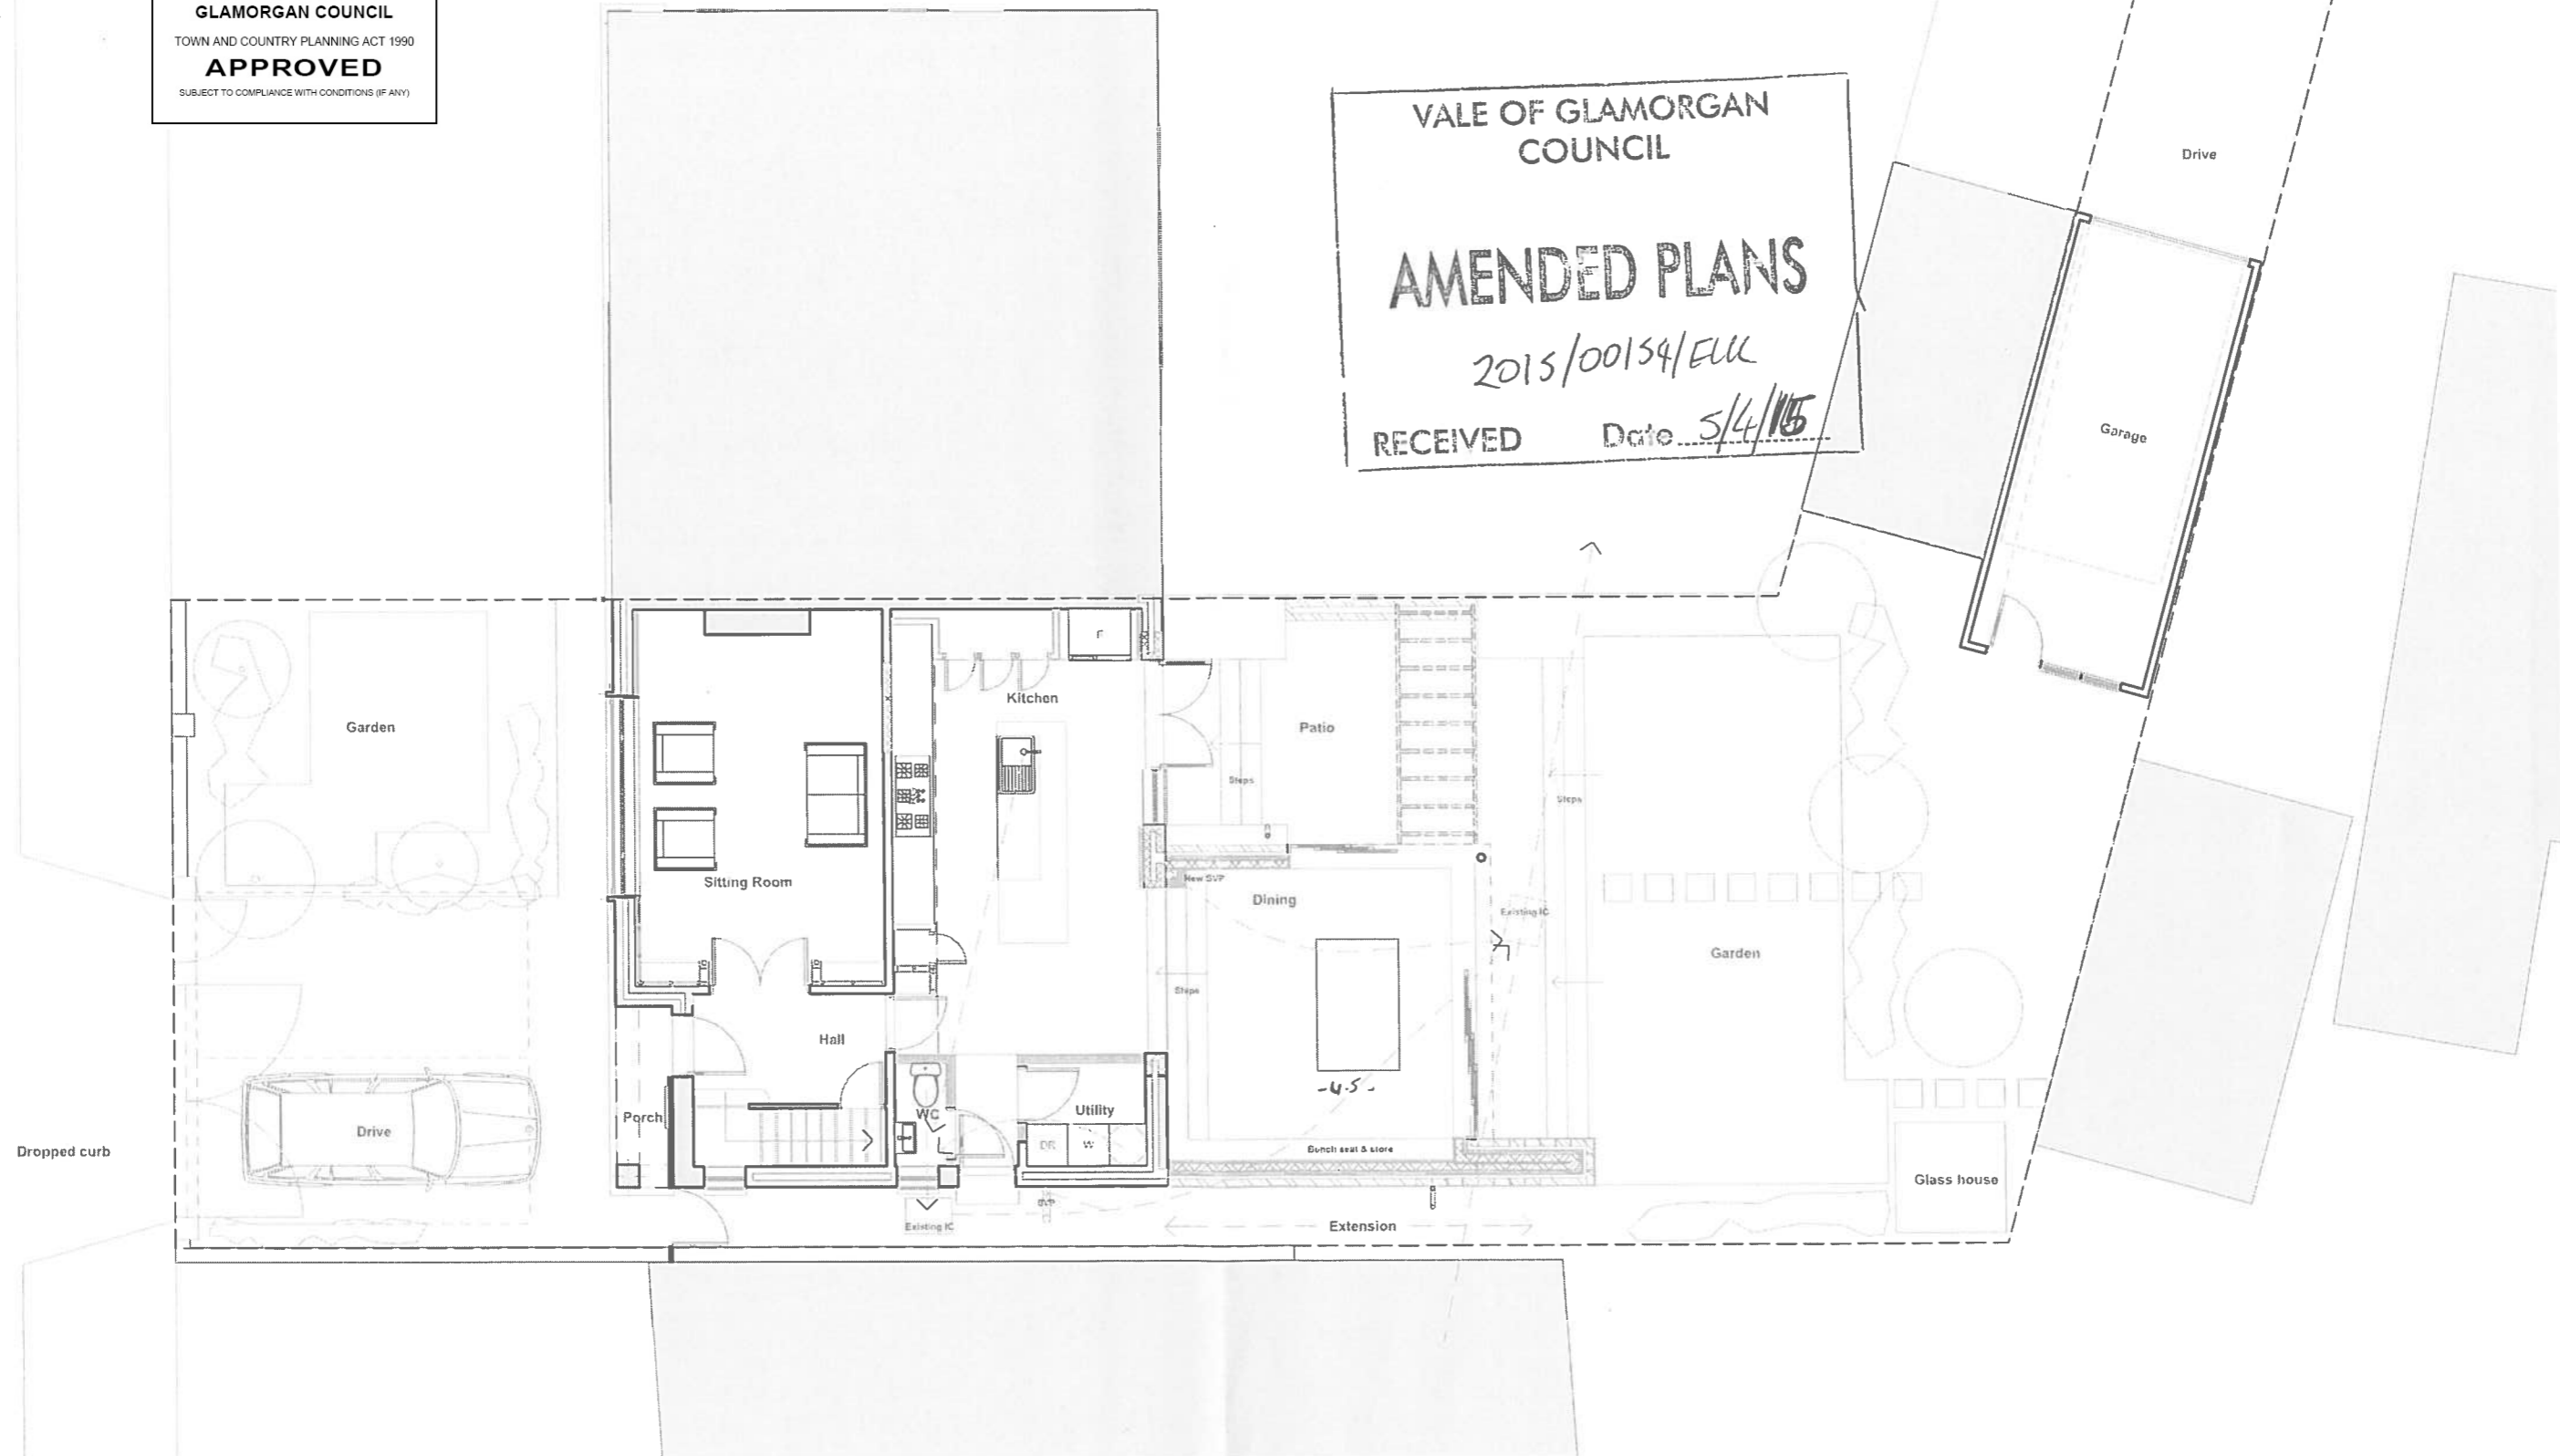 GLAMORGAN COUNCIL
TOWN AND COUNTRY PLANNING ACT 1990
APPROVED
SUBJECT TO COMPLIANCE WITH CONDITIONS (IF ANY)
VALE OF GLAMORGAN
COUNCIL
AMENDED PLANS
2015/00154/ELK
RECEIVED Date 5/4/15
Drive
Garage
F
Kitchen
Garden
Patio
Steps
Steps
Sitting Room
New SVP
Dining
Existing IC
Garden
Steps
Hall
-4.5-
Porch
WC
Utility
DR
W
Drive
Dropped curb
Bench seat & store
Glass house
SVP
Existing IC
Extension